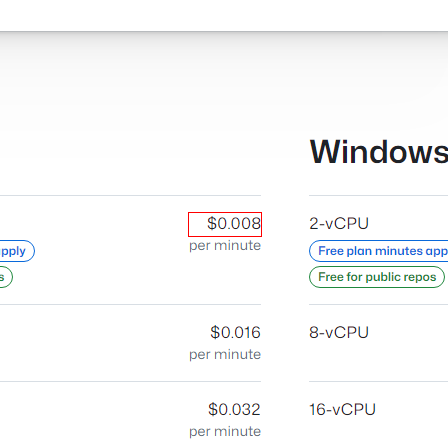 Windows
$0.008
per minute
2-vCPU
pply
Free plan minutes app
s
Free for public repos
$0.016
per minute
8-vCPU
$0.032
per minute
16-vCPU